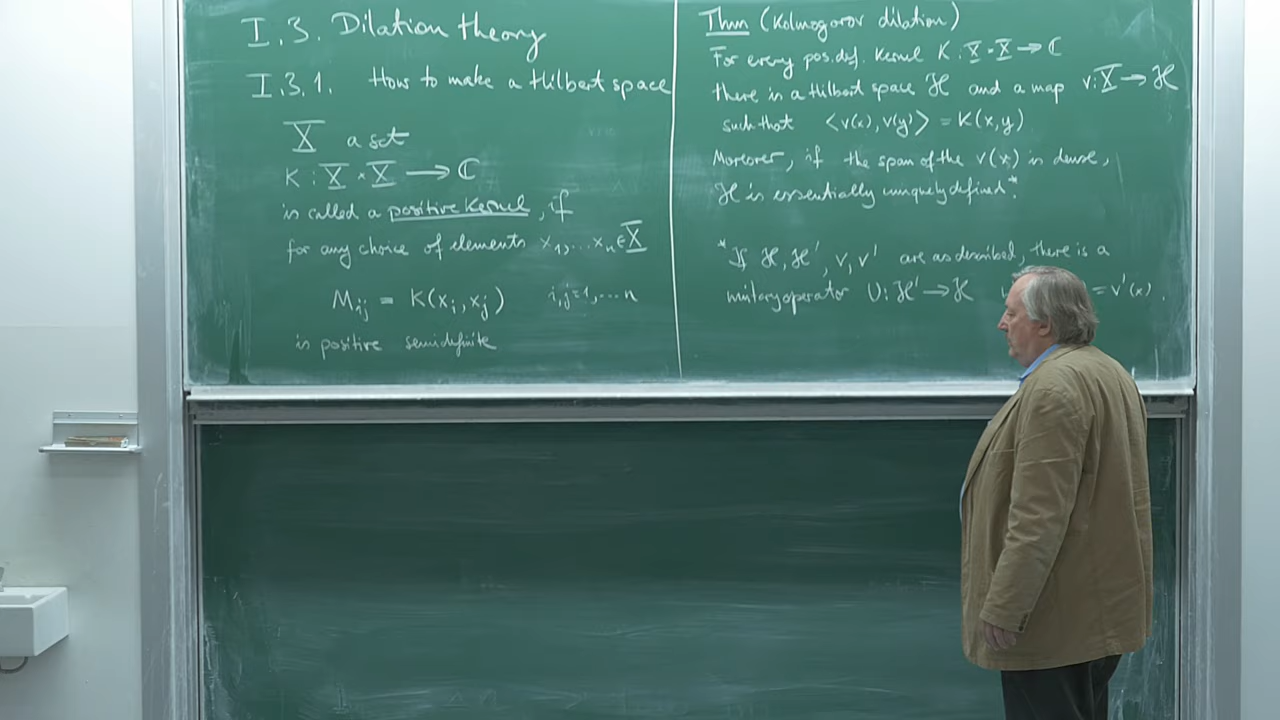 I.3. Dilation theory
I.3.1. How to make a Hilbert space
X a set
K : X × X → ℂ
is called a positive Kernel, if
for any choice of elements x₁,…xₙ∈X
Mᵢⱼ = K(xᵢ,xⱼ) i,j=1,…n
is positive semidefinite
Thm (Kolmogorov dilation)
For every pos.def. Kernel K : X × X → ℂ
there is a Hilbert space ℋ and a map v: X → ℋ
such that ⟨v(x), v(y)⟩ = K(x,y)
Moreover, if the span of the v(x) is dense,
ℋ is essentially uniquely defined*
*If ℋ, ℋ', v, v' are as described, there is a
unitary operator U: ℋ' → ℋ = v'(x).